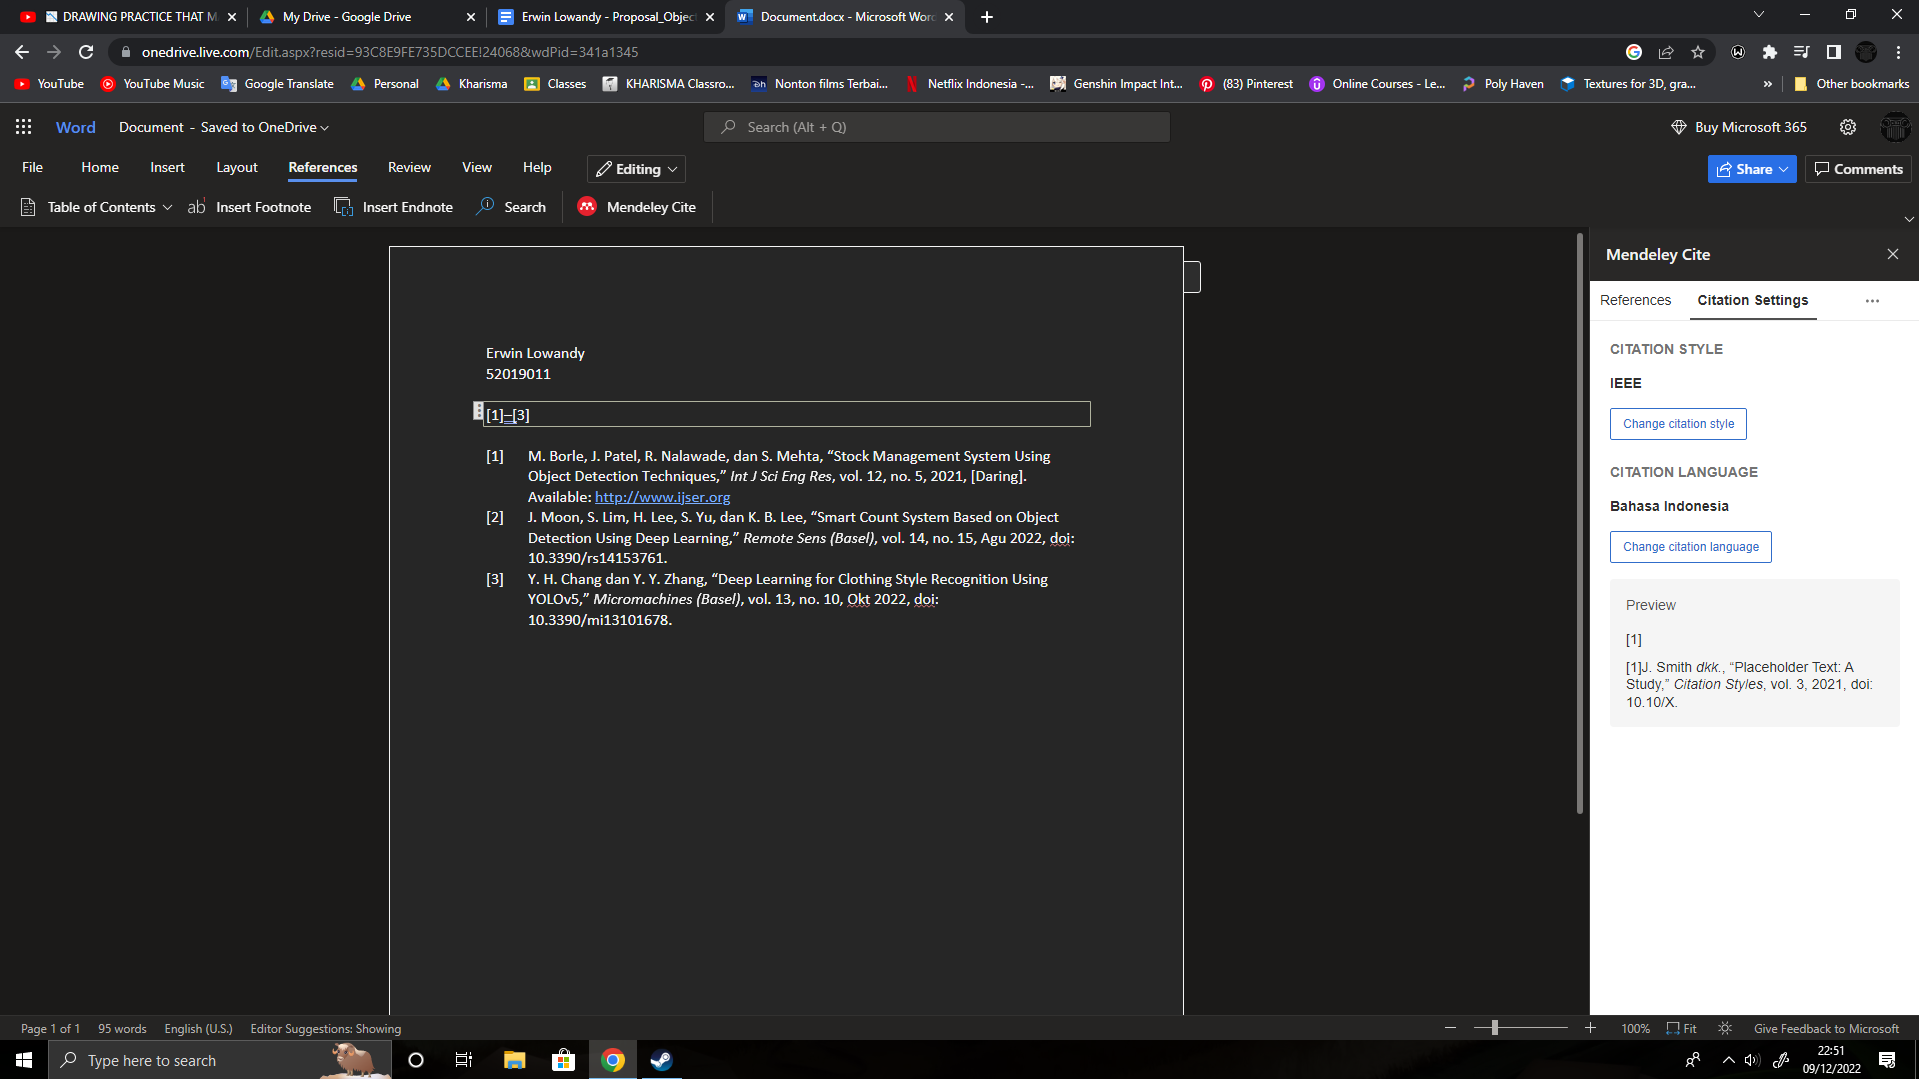 DRAWING PRACTICE THAT M
My Drive - Google Drive
Erwin Lowandy - Proposal_Objec
Document.docx - Microsoft Word
onedrive.live.com/Edit.aspx?resid=93C8E9FE735DCCEE!24068&wdPid=341a1345
YouTube
YouTube Music
Google Translate
Personal
Kharisma
Classes
KHARISMA Classro...
Nonton films Terbai...
Netflix Indonesia -...
Genshin Impact Int...
(83) Pinterest
Online Courses - Le...
Poly Haven
Textures for 3D, gra...
»
Other bookmarks
Word
Document - Saved to OneDrive
Search (Alt + Q)
Buy Microsoft 365
File
Home
Insert
Layout
References
Review
View
Help
Editing
Share
Comments
Table of Contents
Insert Footnote
Insert Endnote
Search
Mendeley Cite
Erwin Lowandy
52019011
[1]–[3]
[1] M. Borle, J. Patel, R. Nalawade, dan S. Mehta, “Stock Management System Using
Object Detection Techniques,” Int J Sci Eng Res, vol. 12, no. 5, 2021, [Daring].
Available: http://www.ijser.org
[2] J. Moon, S. Lim, H. Lee, S. Yu, dan K. B. Lee, “Smart Count System Based on Object
Detection Using Deep Learning,” Remote Sens (Basel), vol. 14, no. 15, Agu 2022, doi:
10.3390/rs14153761.
[3] Y. H. Chang dan Y. Y. Zhang, “Deep Learning for Clothing Style Recognition Using
YOLOv5,” Micromachines (Basel), vol. 13, no. 10, Okt 2022, doi:
10.3390/mi13101678.
Mendeley Cite
References
Citation Settings
CITATION STYLE
IEEE
Change citation style
CITATION LANGUAGE
Bahasa Indonesia
Change citation language
Preview
[1]
[1]J. Smith dkk., “Placeholder Text: A
Study,” Citation Styles, vol. 3, 2021, doi:
10.10/X.
Page 1 of 1
95 words
English (U.S.)
Editor Suggestions: Showing
100%
Fit
Give Feedback to Microsoft
Type here to search
22:51
09/12/2022